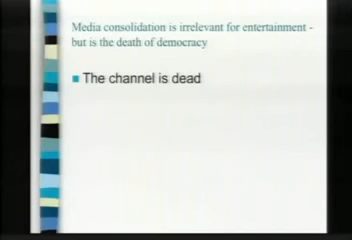 Media consolidation is irrelevant for entertainment -
but is the death of democracy
The channel is dead